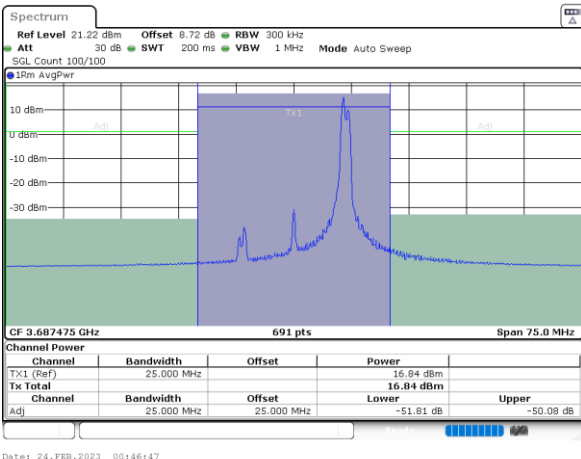 Spectrum
Ref Level 21.22 dBm Offset 8.72 dB RBW 300 kHz
Att 30 dB SWT 200 ms VBW 1 MHz Mode Auto Sweep
SGL Count 100/100
1Rm AvgPwr
10 dBm
TX1
Adj Adj
0 dBm
-10 dBm
-20 dBm
-30 dBm
CF 3.687475 GHz 691 pts Span 75.0 MHz
Channel Power
Channel Bandwidth Offset Power
TX1 (Ref) 25.000 MHz 16.84 dBm
Tx Total 16.84 dBm
Channel Bandwidth Offset Lower Upper
Adj 25.000 MHz 25.000 MHz -51.81 dB -50.08 dB
Ready
Date: 24.FEB.2023 00:46:47